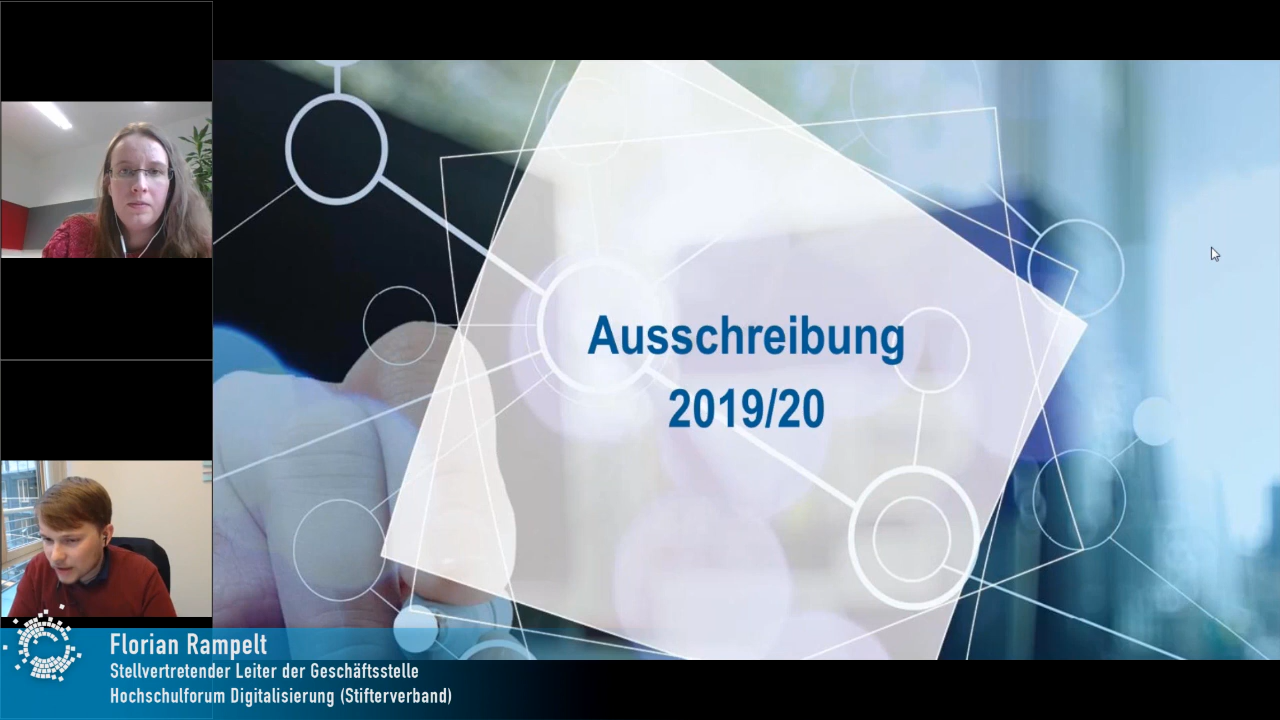 Ausschreibung
2019/20
Florian Rampelt
Stellvertretender Leiter der Geschäftsstelle
Hochschulforum Digitalisierung (Stifterverband)